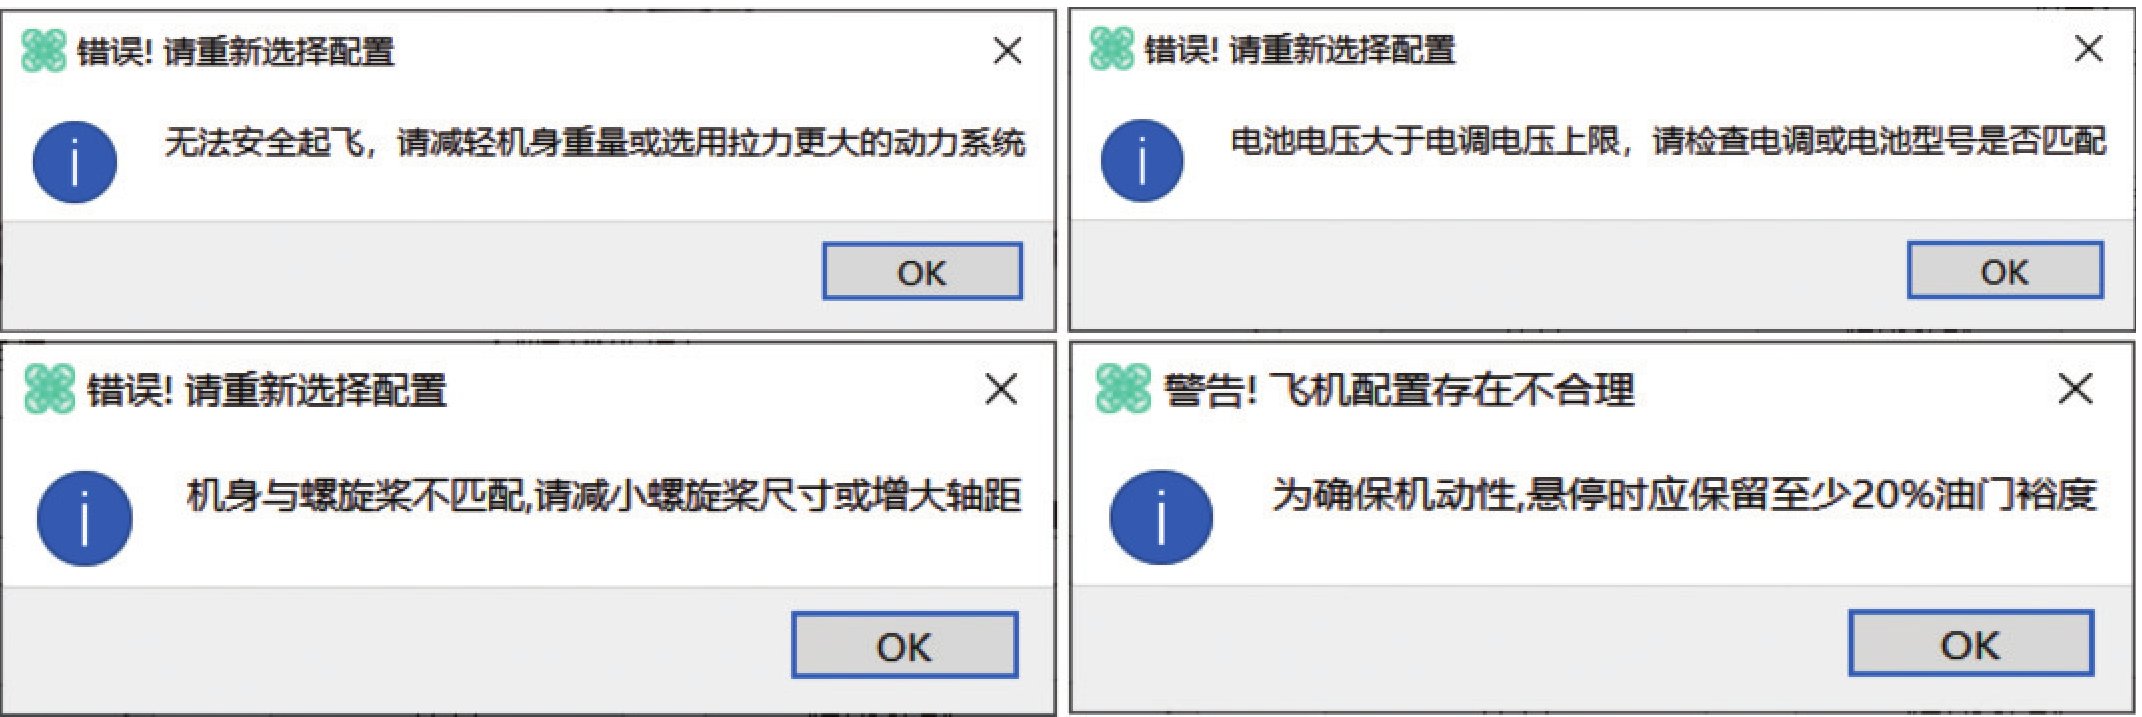 错误! 请重新选择配置
无法安全起飞，请减轻机身重量或选用拉力更大的动力系统
OK
错误! 请重新选择配置
电池电压大于电调电压上限，请检查电调或电池型号是否匹配
OK
错误! 请重新选择配置
机身与螺旋桨不匹配,请减小螺旋桨尺寸或增大轴距
OK
警告! 飞机配置存在不合理
为确保机动性,悬停时应保留至少20%油门裕度
OK